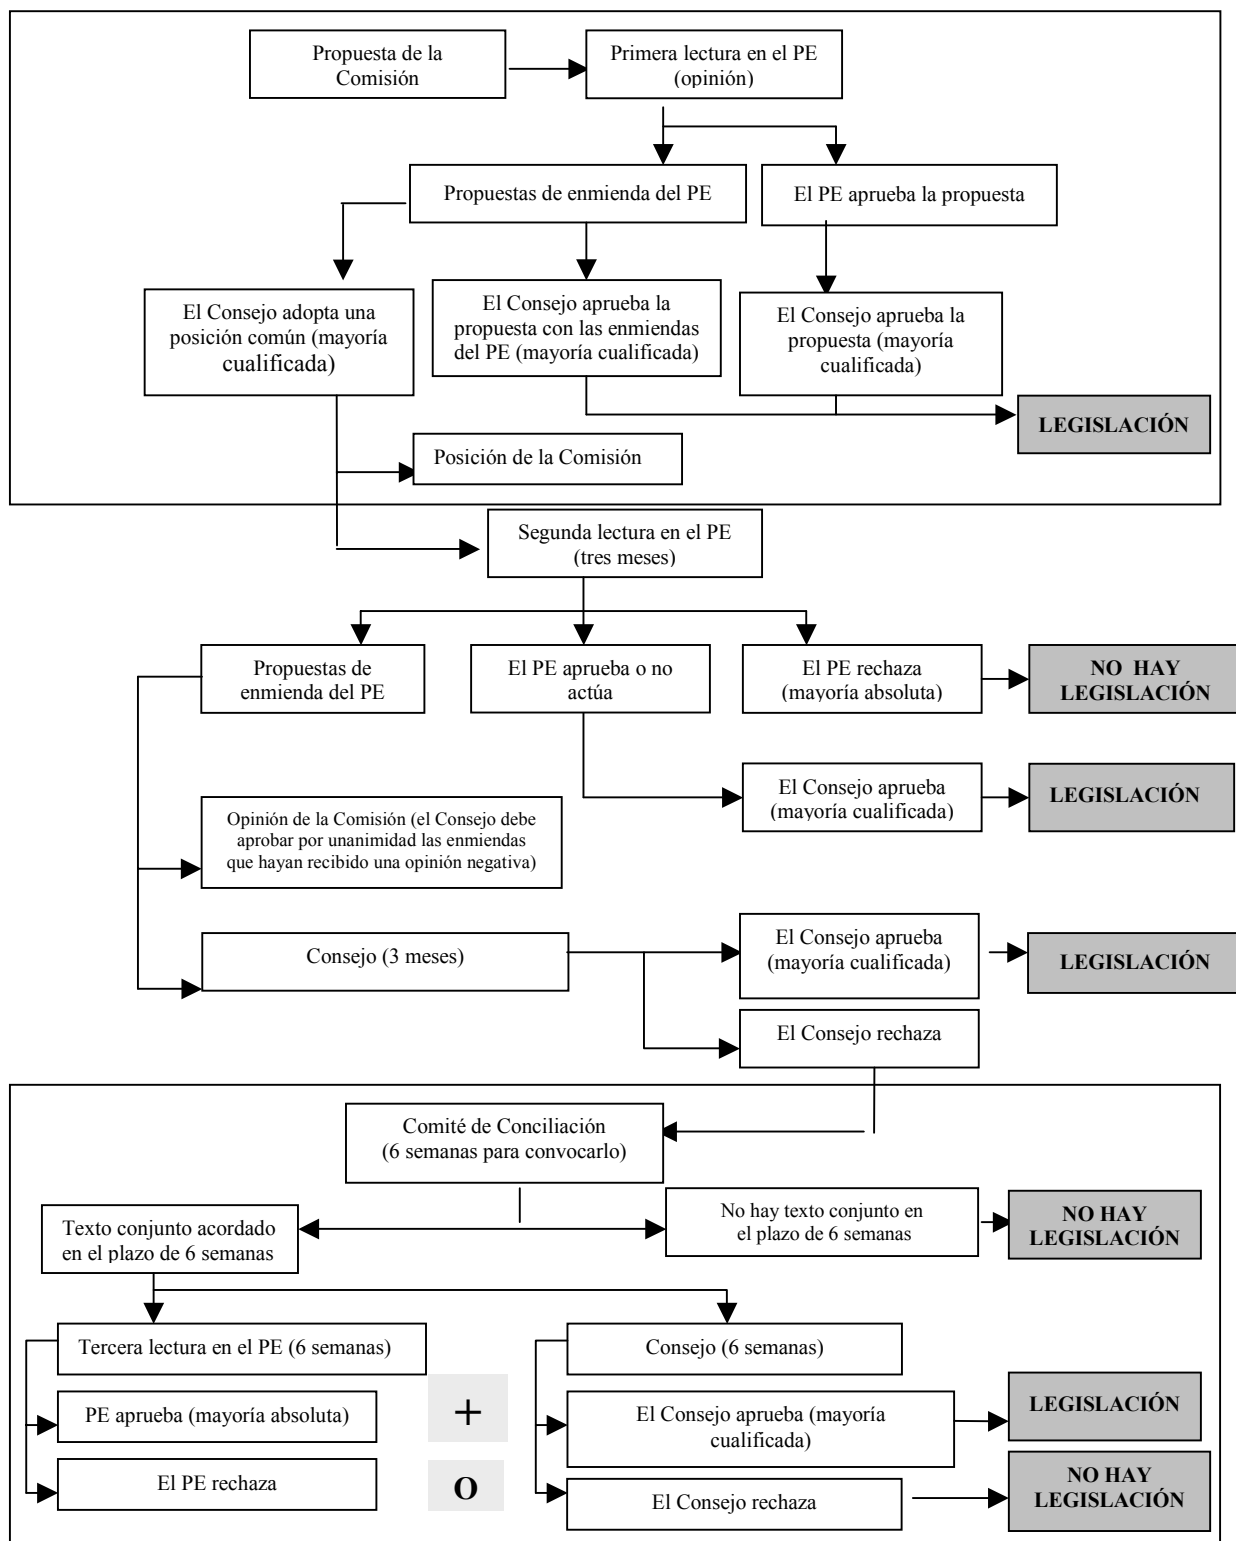 Propuesta de la
Comisión
Primera lectura en el PE
(opinión)
Propuestas de enmienda del PE
El PE aprueba la propuesta
El Consejo adopta una
posición común (mayoría
cualificada)
El Consejo aprueba la
propuesta con las enmiendas
del PE (mayoría cualificada)
El Consejo aprueba la
propuesta (mayoría
cualificada)
LEGISLACIÓN
Posición de la Comisión
Segunda lectura en el PE
(tres meses)
Propuestas de
enmienda del PE
El PE aprueba o no
actúa
El PE rechaza
(mayoría absoluta)
NO HAY
LEGISLACIÓN
El Consejo aprueba
(mayoría cualificada)
LEGISLACIÓN
Opinión de la Comisión (el Consejo debe
aprobar por unanimidad las enmiendas
que hayan recibido una opinión negativa)
Consejo (3 meses)
El Consejo aprueba
(mayoría cualificada)
LEGISLACIÓN
El Consejo rechaza
Comité de Conciliación
(6 semanas para convocarlo)
Texto conjunto acordado
en el plazo de 6 semanas
No hay texto conjunto en
el plazo de 6 semanas
NO HAY
LEGISLACIÓN
Tercera lectura en el PE (6 semanas)
Consejo (6 semanas)
PE aprueba (mayoría absoluta)
+
El Consejo aprueba (mayoría
cualificada)
LEGISLACIÓN
El PE rechaza
O
El Consejo rechaza
NO HAY
LEGISLACIÓN